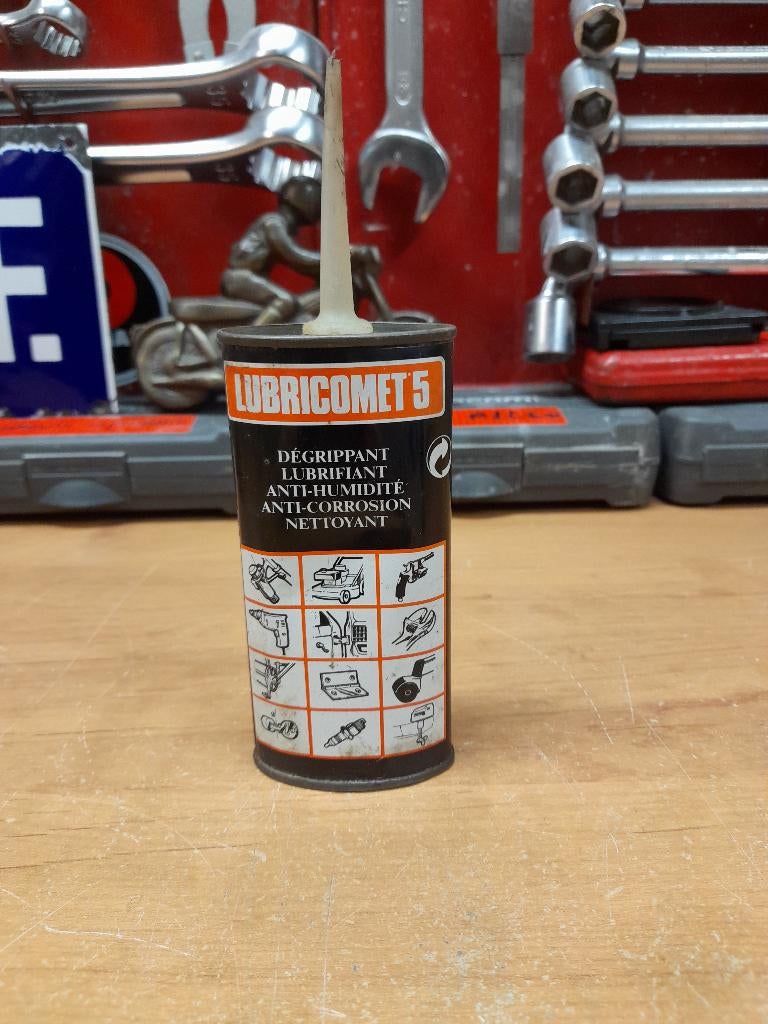 F.
LUBRICOMET 5
DÉGRIPPANT
LUBRIFIANT
ANTI-HUMIDITÉ
ANTI-CORROSION
NETTOYANT